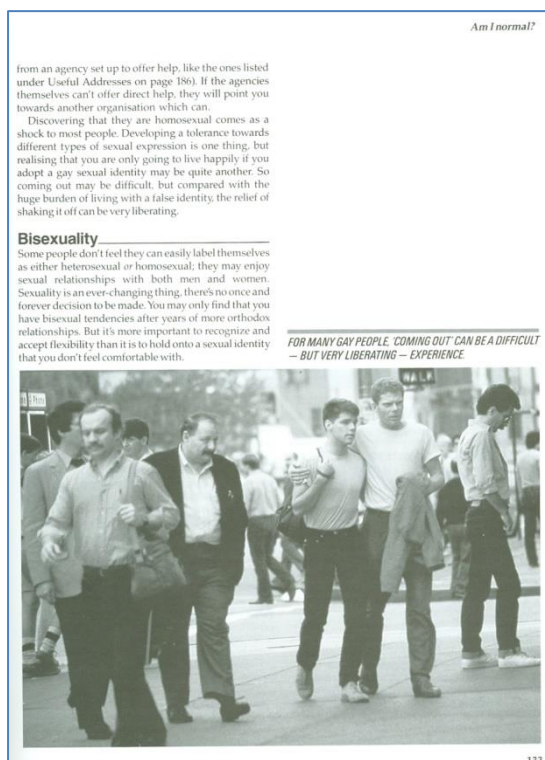 Am I normal?
from an agency set up to offer help, like the ones listed
under Useful Addresses on page 186). If the agencies
themselves can't offer direct help, they will point you
towards another organisation which can.
Discovering that they are homosexual comes as a
shock to most people. Developing a tolerance towards
different types of sexual expression is one thing, but
realising that you are only going to live happily if you
adopt a gay sexual identity may be quite another. So
coming out may be difficult, but compared with the
huge burden of living with a false identity, the relief of
shaking it off can be very liberating.
Bisexuality
Some people don't feel they can easily label themselves
as either heterosexual or homosexual; they may enjoy
sexual relationships with both men and women.
Sexuality is an ever-changing thing, there's no once and
forever decision to be made. You may only find that you
have bisexual tendencies after years of more orthodox
relationships. But it's more important to recognize and
accept flexibility than it is to hold onto a sexual identity
that you don't feel comfortable with.
FOR MANY GAY PEOPLE, 'COMING OUT' CAN BE A DIFFICULT
— BUT VERY LIBERATING — EXPERIENCE.